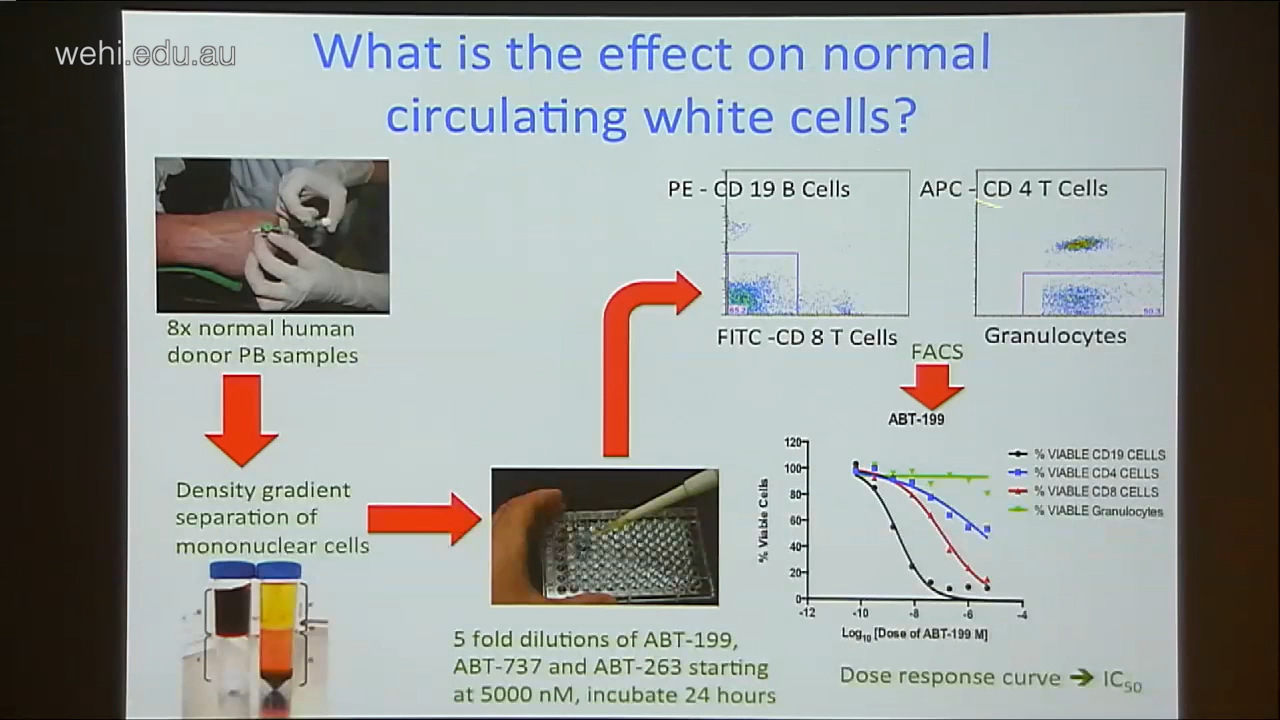 wehi.edu.au
What is the effect on normal
circulating white cells?
8x normal human
donor PB samples
Density gradient
separation of
mononuclear cells
5 fold dilutions of ABT-199,
ABT-737 and ABT-263 starting
at 5000 nM, incubate 24 hours
PE - CD 19 B Cells
APC - CD 4 T Cells
FITC -CD 8 T Cells
Granulocytes
FACS
ABT-199
% Viable Cells
120
100
80
60
40
20
0
-12
-10
-8
-6
-4
Log10 [Dose of ABT-199 M]
% VIABLE CD19 CELLS
% VIABLE CD4 CELLS
% VIABLE CD8 CELLS
% VIABLE Granulocytes
Dose response curve → IC50